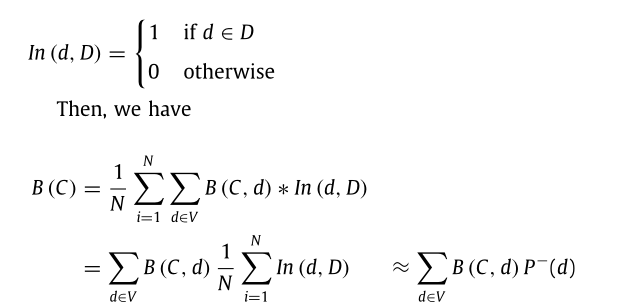 In (d, D) = { 1 if d ∈ D
0 otherwise
Then, we have
B (C) = 1/N ∑_{i=1}^{N} ∑_{d∈V} B (C, d) ∗ In (d, D)
= ∑_{d∈V} B (C, d) 1/N ∑_{i=1}^{N} In (d, D) ≈ ∑_{d∈V} B (C, d) P⁻(d)